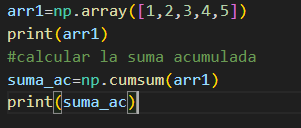 arr1=np.array([1,2,3,4,5])
print(arr1)
#calcular la suma acumulada
suma_ac=np.cumsum(arr1)
print(suma_ac)